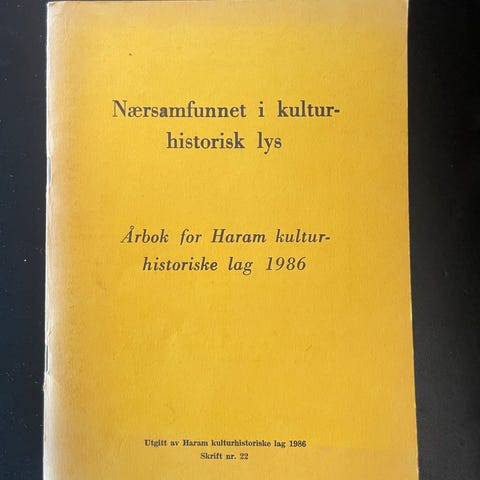 Nærsamfunnet i kultur-
historisk lys
Årbok for Haram kultur-
historiske lag 1986
Utgitt av Haram kulturhistoriske lag 1986
Skrift nr. 22